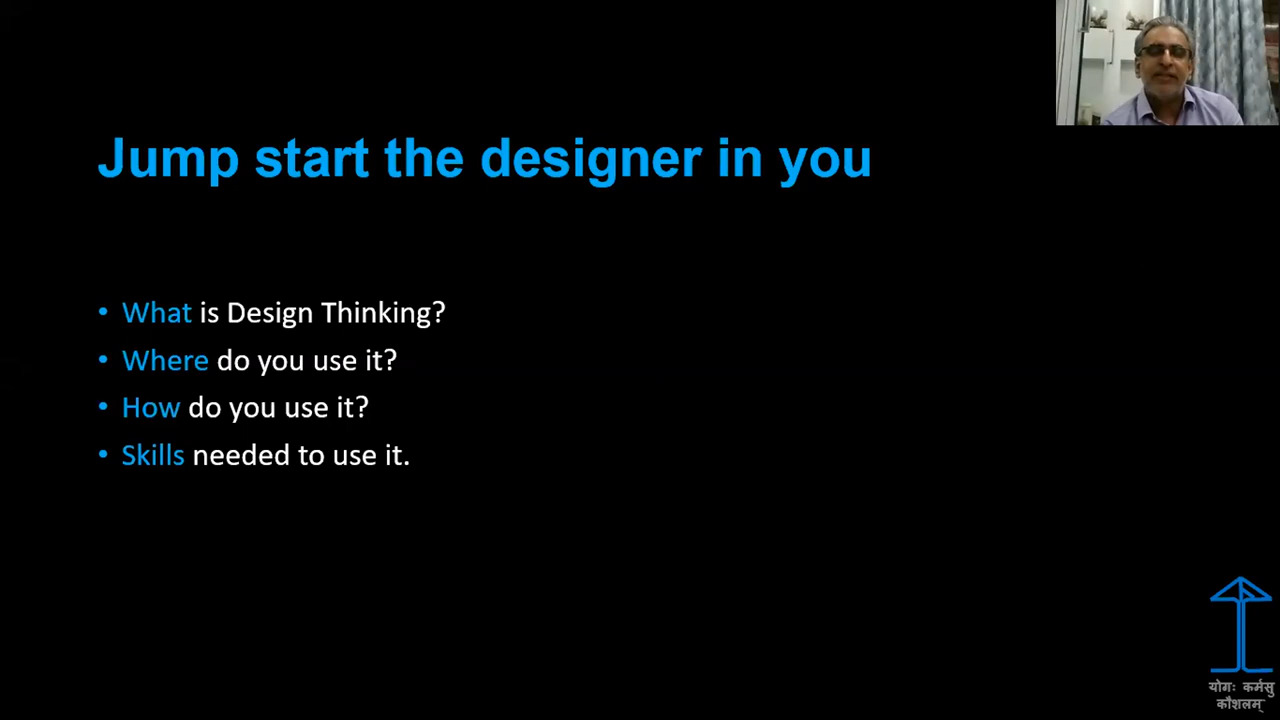 Jump start the designer in you
• What is Design Thinking?
• Where do you use it?
• How do you use it?
• Skills needed to use it.
योगः कर्मसु
कौशलम्